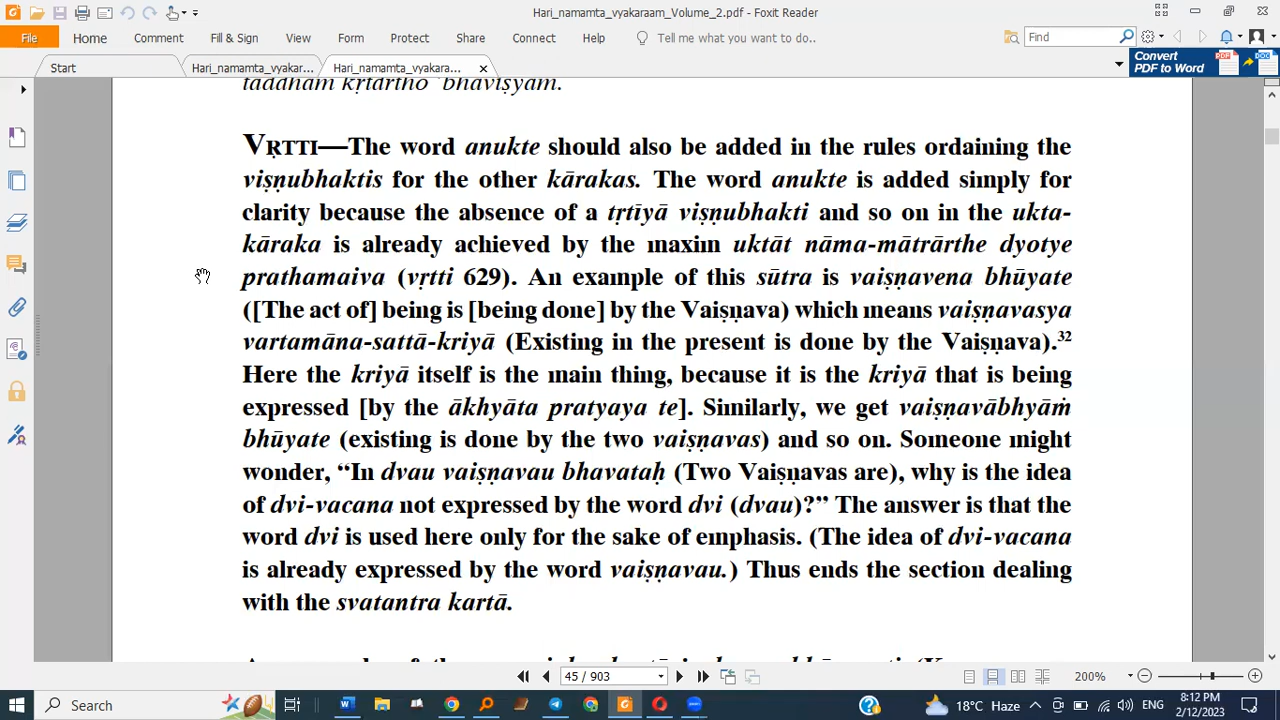 Hari_namamta_vyakaraam_Volume_2.pdf - Foxit Reader
File Home Comment Fill & Sign View Form Protect Share Connect Help Tell me what you want to do.. Find
Start Hari_namamta_vyakar... Hari_namamta_vyakara... Convert PDF to Word
tadāham kṛtārtho 'bhaviṣyam.
VṚTTI—The word anukte should also be added in the rules ordaining the
viṣṇubhaktis for the other kārakas. The word anukte is added simply for
clarity because the absence of a tṛtīyā viṣṇubhakti and so on in the ukta-
kāraka is already achieved by the maxim uktāt nāma-mātrārthe dyotye
prathamaiva (vṛtti 629). An example of this sūtra is vaiṣṇavena bhūyate
([The act of] being is [being done] by the Vaiṣṇava) which means vaiṣṇavasya
vartamāna-sattā-kriyā (Existing in the present is done by the Vaiṣṇava).32
Here the kriyā itself is the main thing, because it is the kriyā that is being
expressed [by the ākhyāta pratyaya te]. Similarly, we get vaiṣṇavābhyāṁ
bhūyate (existing is done by the two vaiṣṇavas) and so on. Someone might
wonder, “In dvau vaiṣṇavau bhavataḥ (Two Vaiṣṇavas are), why is the idea
of dvi-vacana not expressed by the word dvi (dvau)?” The answer is that the
word dvi is used here only for the sake of emphasis. (The idea of dvi-vacana
is already expressed by the word vaiṣṇavau.) Thus ends the section dealing
with the svatantra kartā.
45 / 903 200%
Search 18°C Haze ENG 8:12 PM
2/12/2023